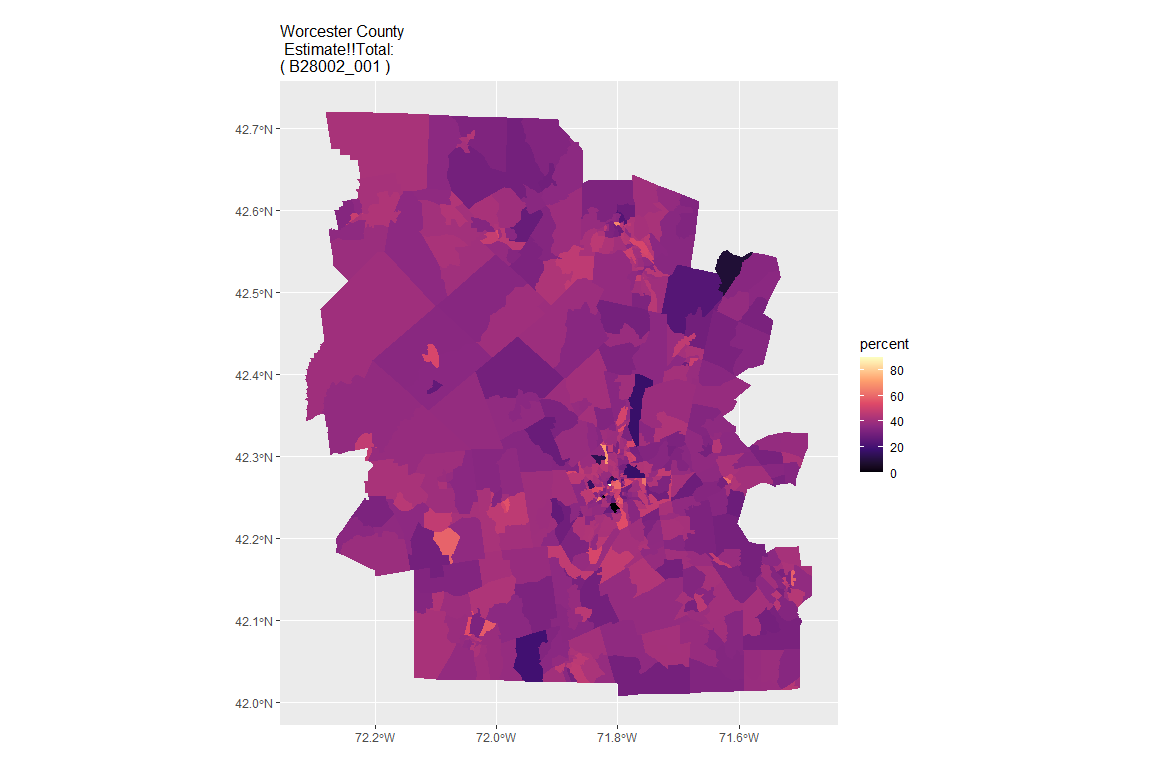 Worcester County
Estimate!!Total:
( B28002_001 )
42.7°N
42.6°N
42.5°N
42.4°N
42.3°N
42.2°N
42.1°N
42.0°N
72.2°W
72.0°W
71.8°W
71.6°W
percent
80
60
40
20
0